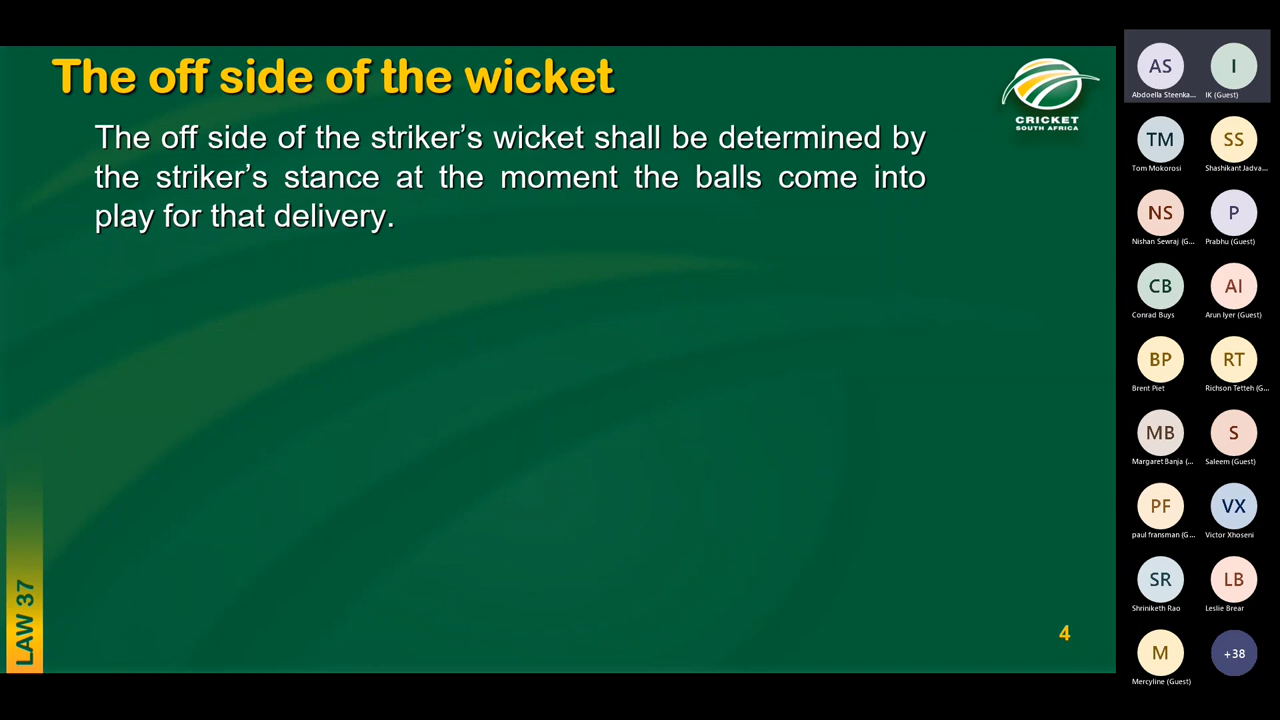 The off side of the wicket
The off side of the striker’s wicket shall be determined by
the striker’s stance at the moment the balls come into
play for that delivery.
CRICKET
SOUTH AFRICA
LAW 37
4
AS
Abdoella Steenka...
I
IK (Guest)
TM
Tom Mokorosi
SS
Shashikant Jadva...
NS
Nishan Sewraj (G...
P
Prabhu (Guest)
CB
Conrad Buys
AI
Arun Iyer (Guest)
BP
Brent Piet
RT
Richson Tetteh (G...
MB
Margaret Banja (...
S
Saleem (Guest)
PF
paul fransman (G...
VX
Victor Xhoseni
SR
Shriniketh Rao
LB
Leslie Brear
M
Mercyline (Guest)
+38